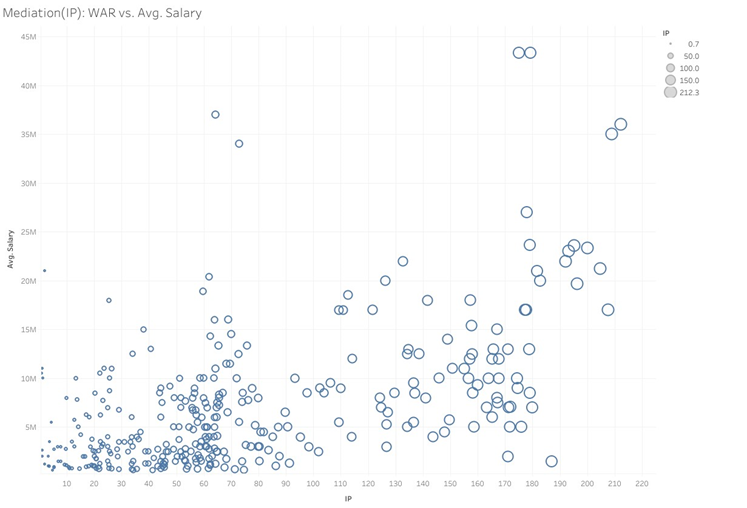 Mediation(IP): WAR vs. Avg. Salary
IP
0.7
50.0
100.0
150.0
212.3
45M
40M
35M
30M
25M
20M
15M
10M
5M
Avg. Salary
10 20 30 40 50 60 70 80 90 100 110 120 130 140 150 160 170 180 190 200 210 220
IP